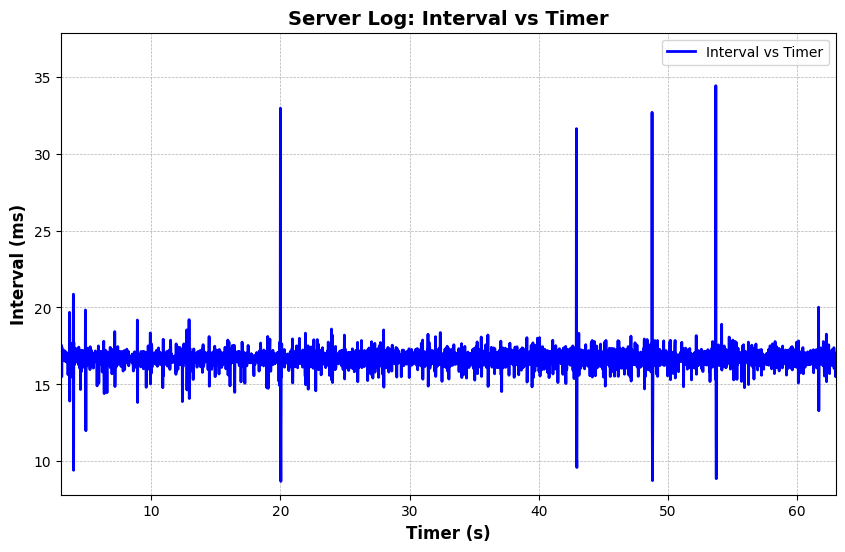 Server Log: Interval vs Timer
Interval vs Timer
Interval (ms)
35
30
25
20
15
10
10 20 30 40 50 60
Timer (s)